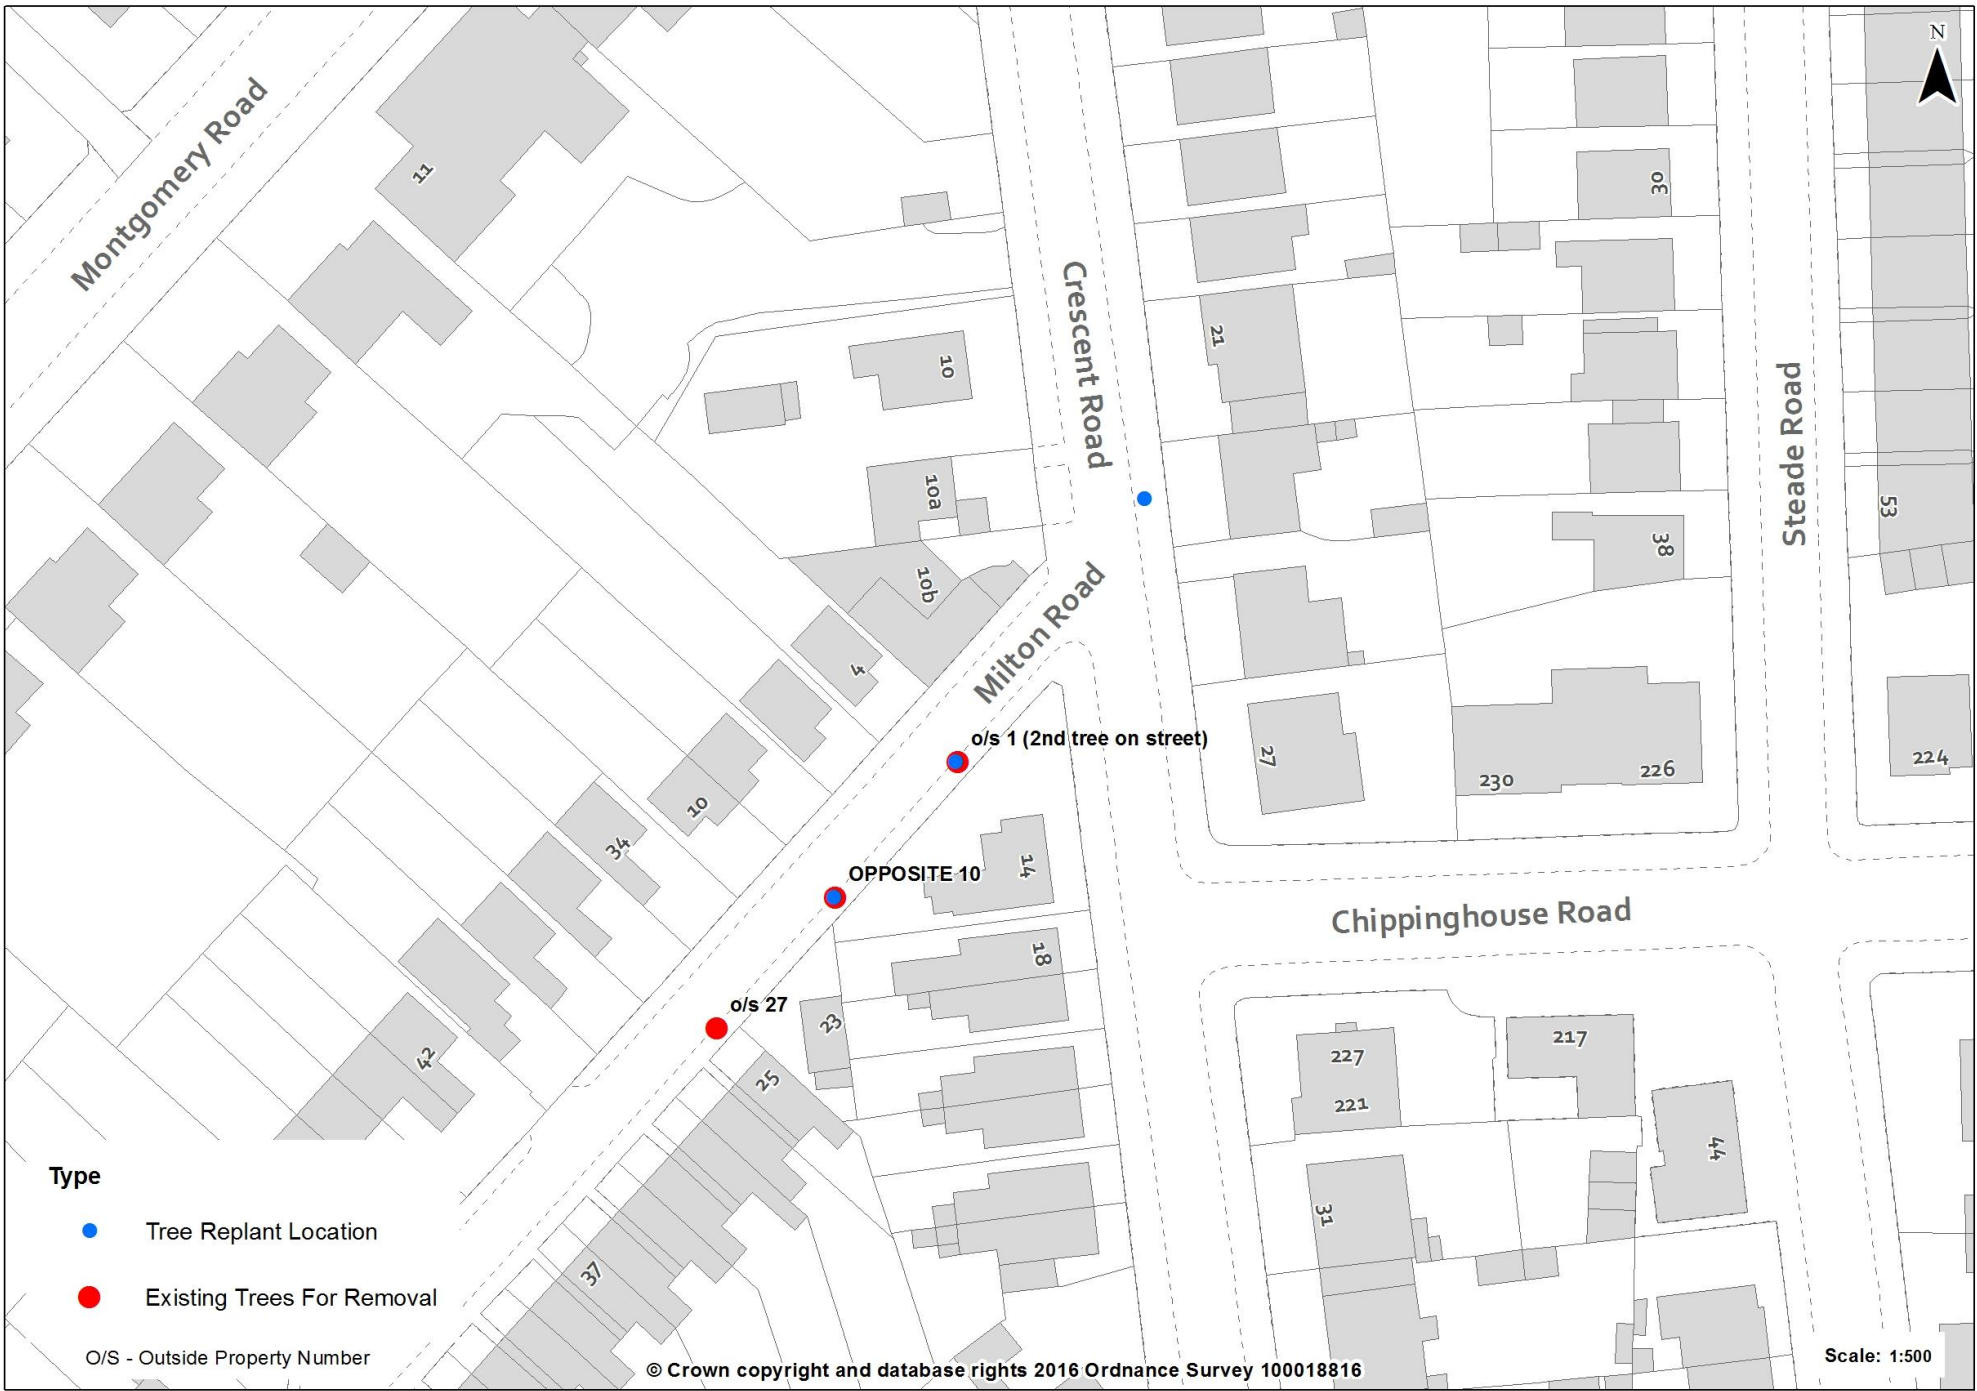 N
Montgomery Road
11
30
Crescent Road
21
10
Steade Road
10a
53
38
10b
Milton Road
4
o/s 1 (2nd tree on street)
27
224
230
226
10
34
14
OPPOSITE 10
Chippinghouse Road
18
o/s 27
23
42
25
227
217
221
44
31
37
Type
Tree Replant Location
Existing Trees For Removal
O/S - Outside Property Number
© Crown copyright and database rights 2016 Ordnance Survey 100018816
Scale: 1:500